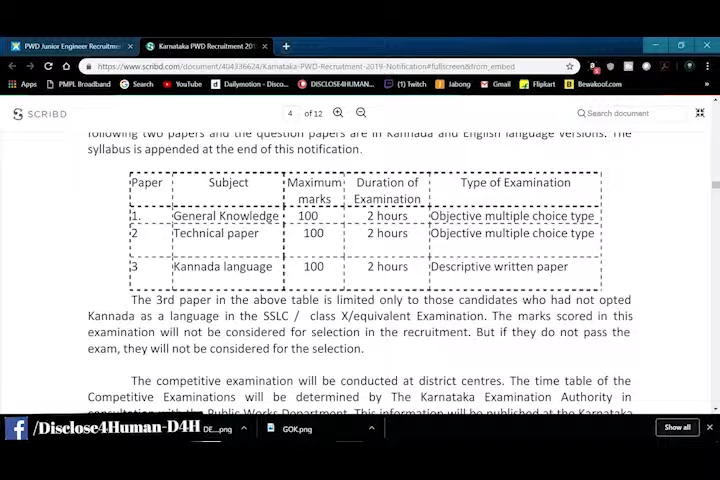 PWD Junior Engineer Recruitmen
Karnataka PWD Recruitment 201
https://www.scribd.com/document/404336624/Karnataka-PWD-Recruitment-2019-Notification#fullscreen&from_embed
Apps PMPL Broadband Search YouTube Dailymotion - Disco... DISCLOSE4HUMAN... (1) Twitch Jabong Gmail Flipkart Bewakoof.com
SCRIBD
4 of 12
Search document
following two papers and the question papers are in Kannada and English language versions. The
syllabus is appended at the end of this notification.
Paper Subject Maximum marks Duration of Examination Type of Examination
1. General Knowledge 100 2 hours Objective multiple choice type
2 Technical paper 100 2 hours Objective multiple choice type
3 Kannada language 100 2 hours Descriptive written paper
The 3rd paper in the above table is limited only to those candidates who had not opted
Kannada as a language in the SSLC / class X/equivalent Examination. The marks scored in this
examination will not be considered for selection in the recruitment. But if they do not pass the
exam, they will not be considered for the selection.
The competitive examination will be conducted at district centres. The time table of the
Competitive Examinations will be determined by The Karnataka Examination Authority in
consultation with the Public Works Department. This information will be published at the Karnataka
f /Disclose4Human-D4H
DE....png
GOK.png
Show all